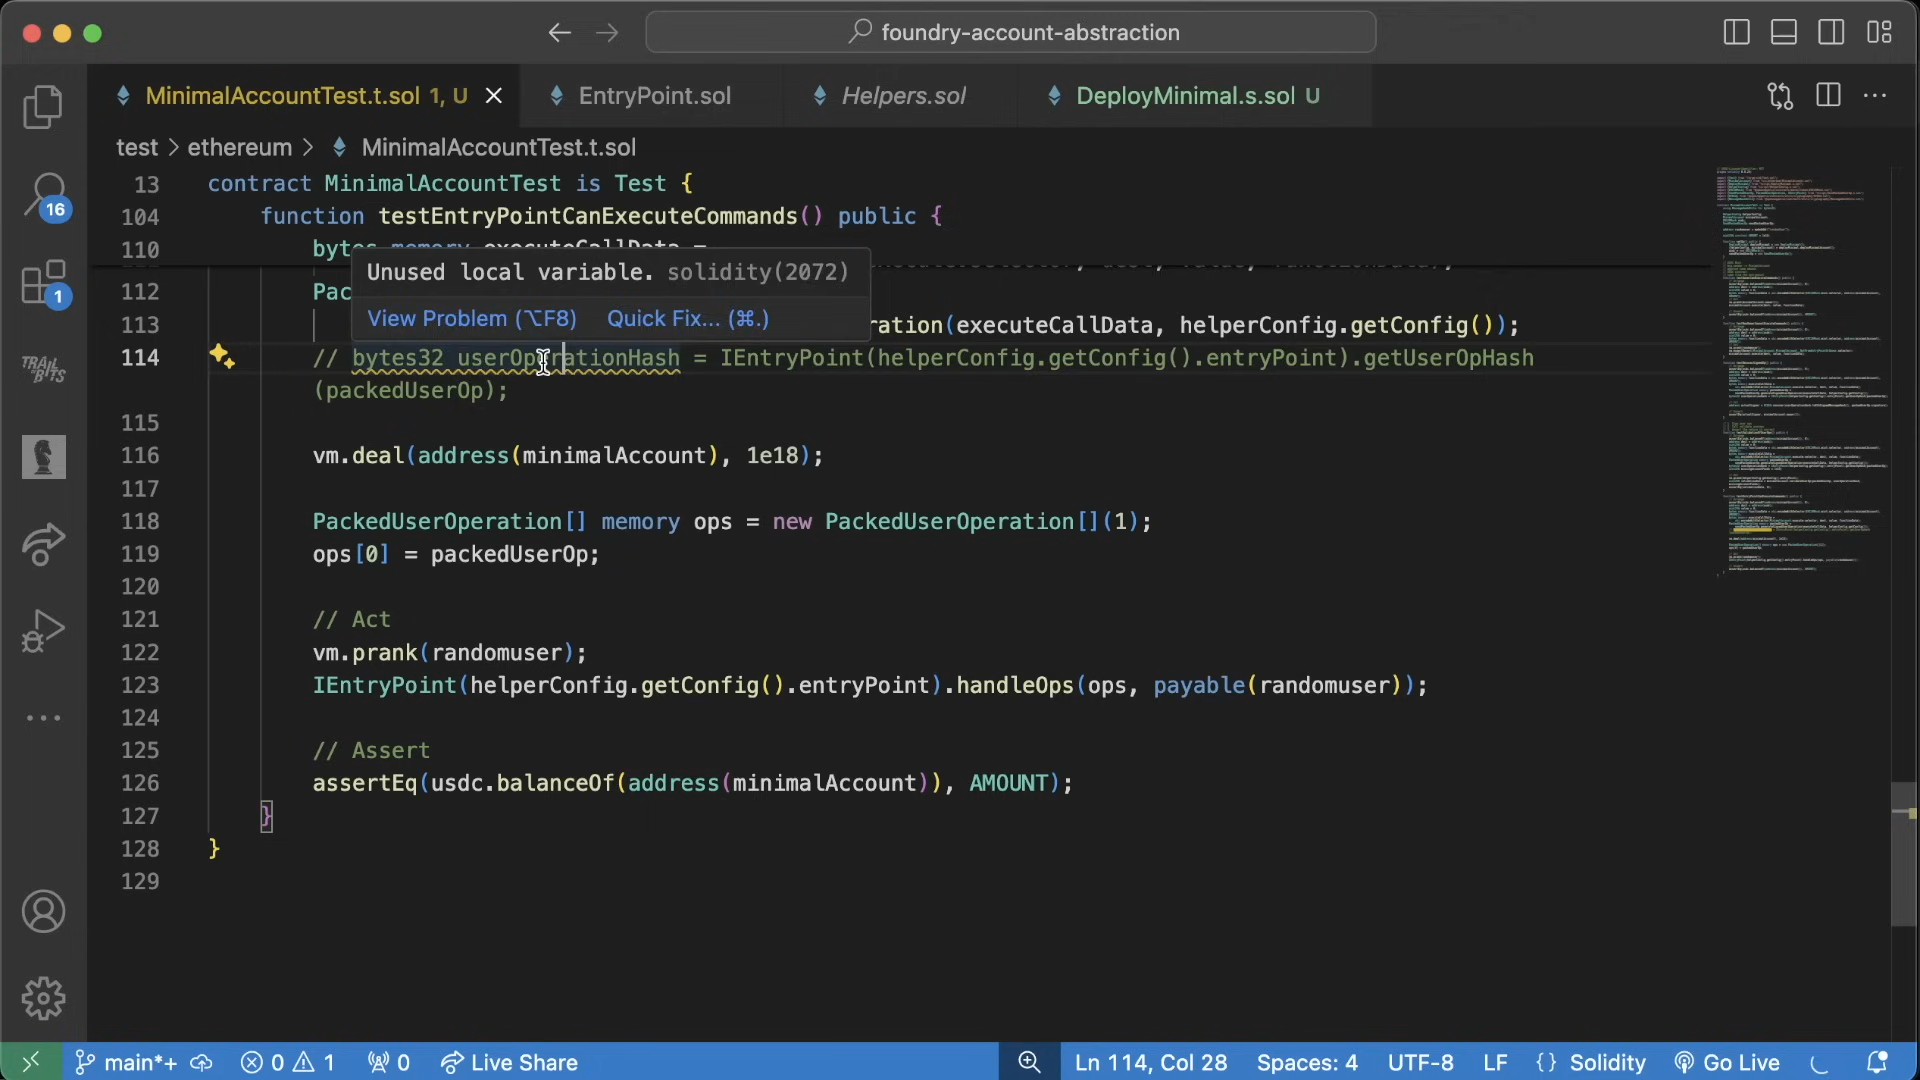 foundry-account-abstraction
MinimalAccountTest.t.sol 1, U
EntryPoint.sol
Helpers.sol
DeployMinimal.s.sol U
test > ethereum > MinimalAccountTest.t.sol
13 contract MinimalAccountTest is Test {
104 function testEntryPointCanExecuteCommands() public {
110 bytes memory executeCallData =
Unused local variable. solidity(2072)
View Problem (⌥F8) Quick Fix... (⌘.)
112 Pac
113 ration(executeCallData, helperConfig.getConfig());
114 // bytes32 userOperationHash = IEntryPoint(helperConfig.getConfig().entryPoint).getUserOpHash
(packedUserOp);
115
116 vm.deal(address(minimalAccount), 1e18);
117
118 PackedUserOperation[] memory ops = new PackedUserOperation[](1);
119 ops[0] = packedUserOp;
120
121 // Act
122 vm.prank(randomuser);
123 IEntryPoint(helperConfig.getConfig().entryPoint).handleOps(ops, payable(randomuser));
124
125 // Assert
126 assertEq(usdc.balanceOf(address(minimalAccount)), AMOUNT);
127 }
128 }
129
16
1
TRAIL OF BITS
main*+ 0 1 0 Live Share Ln 114, Col 28 Spaces: 4 UTF-8 LF {} Solidity Go Live